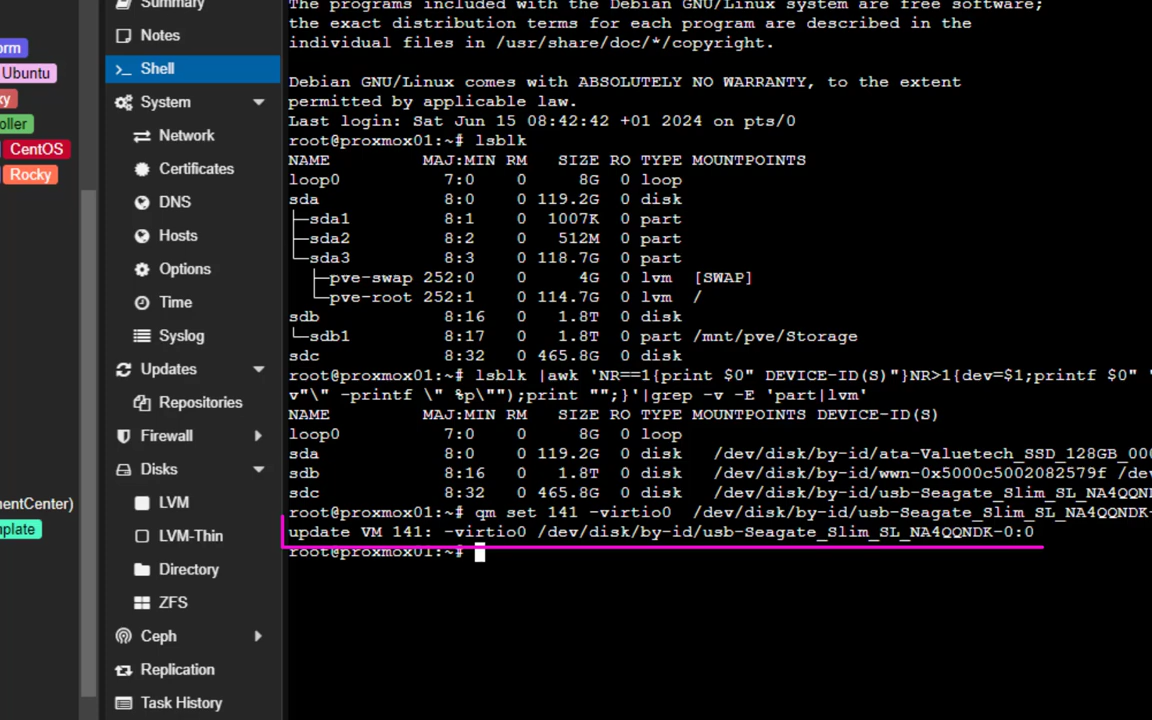 Summary
Notes
Shell
System
Network
Certificates
DNS
Hosts
Options
Time
Syslog
Updates
Repositories
Firewall
Disks
LVM
LVM-Thin
Directory
ZFS
Ceph
Replication
Task History
orm
Ubuntu
xy
oller
CentOS
Rocky
mentCenter)
mplate
The programs included with the Debian GNU/Linux system are free software;
the exact distribution terms for each program are described in the
individual files in /usr/share/doc/*/copyright.
Debian GNU/Linux comes with ABSOLUTELY NO WARRANTY, to the extent
permitted by applicable law.
Last login: Sat Jun 15 08:42:42 +01 2024 on pts/0
root@proxmox01:~# lsblk
NAME MAJ:MIN RM SIZE RO TYPE MOUNTPOINTS
loop0 7:0 0 8G 0 loop
sda 8:0 0 119.2G 0 disk
├─sda1 8:1 0 1007K 0 part
├─sda2 8:2 0 512M 0 part
└─sda3 8:3 0 118.7G 0 part
├─pve-swap 252:0 0 4G 0 lvm [SWAP]
└─pve-root 252:1 0 114.7G 0 lvm /
sdb 8:16 0 1.8T 0 disk
└─sdb1 8:17 0 1.8T 0 part /mnt/pve/Storage
sdc 8:32 0 465.8G 0 disk
root@proxmox01:~# lsblk |awk 'NR==1{print $0" DEVICE-ID(S)"}NR>1{dev=$1;printf $0" "
v"\" -printf \" %p\"");print "";}'|grep -v -E 'part|lvm'
NAME MAJ:MIN RM SIZE RO TYPE MOUNTPOINTS DEVICE-ID(S)
loop0 7:0 0 8G 0 loop
sda 8:0 0 119.2G 0 disk /dev/disk/by-id/ata-Valuetech_SSD_128GB_000
sdb 8:16 0 1.8T 0 disk /dev/disk/by-id/wwn-0x5000c5002082579f /dev
sdc 8:32 0 465.8G 0 disk /dev/disk/by-id/usb-Seagate_Slim_SL_NA4QQND
root@proxmox01:~# qm set 141 -virtio0 /dev/disk/by-id/usb-Seagate_Slim_SL_NA4QQNDK-
update VM 141: -virtio0 /dev/disk/by-id/usb-Seagate_Slim_SL_NA4QQNDK-0:0
root@proxmox01:~#